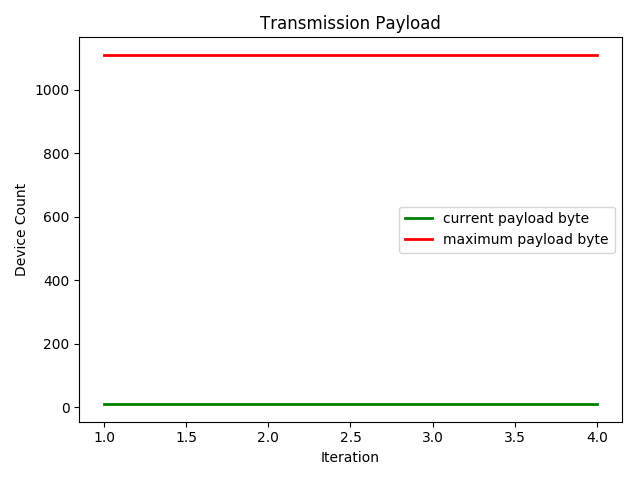 Transmission Payload
Device Count
1000
800
600
400
200
0
current payload byte
maximum payload byte
1.0 1.5 2.0 2.5 3.0 3.5 4.0
Iteration